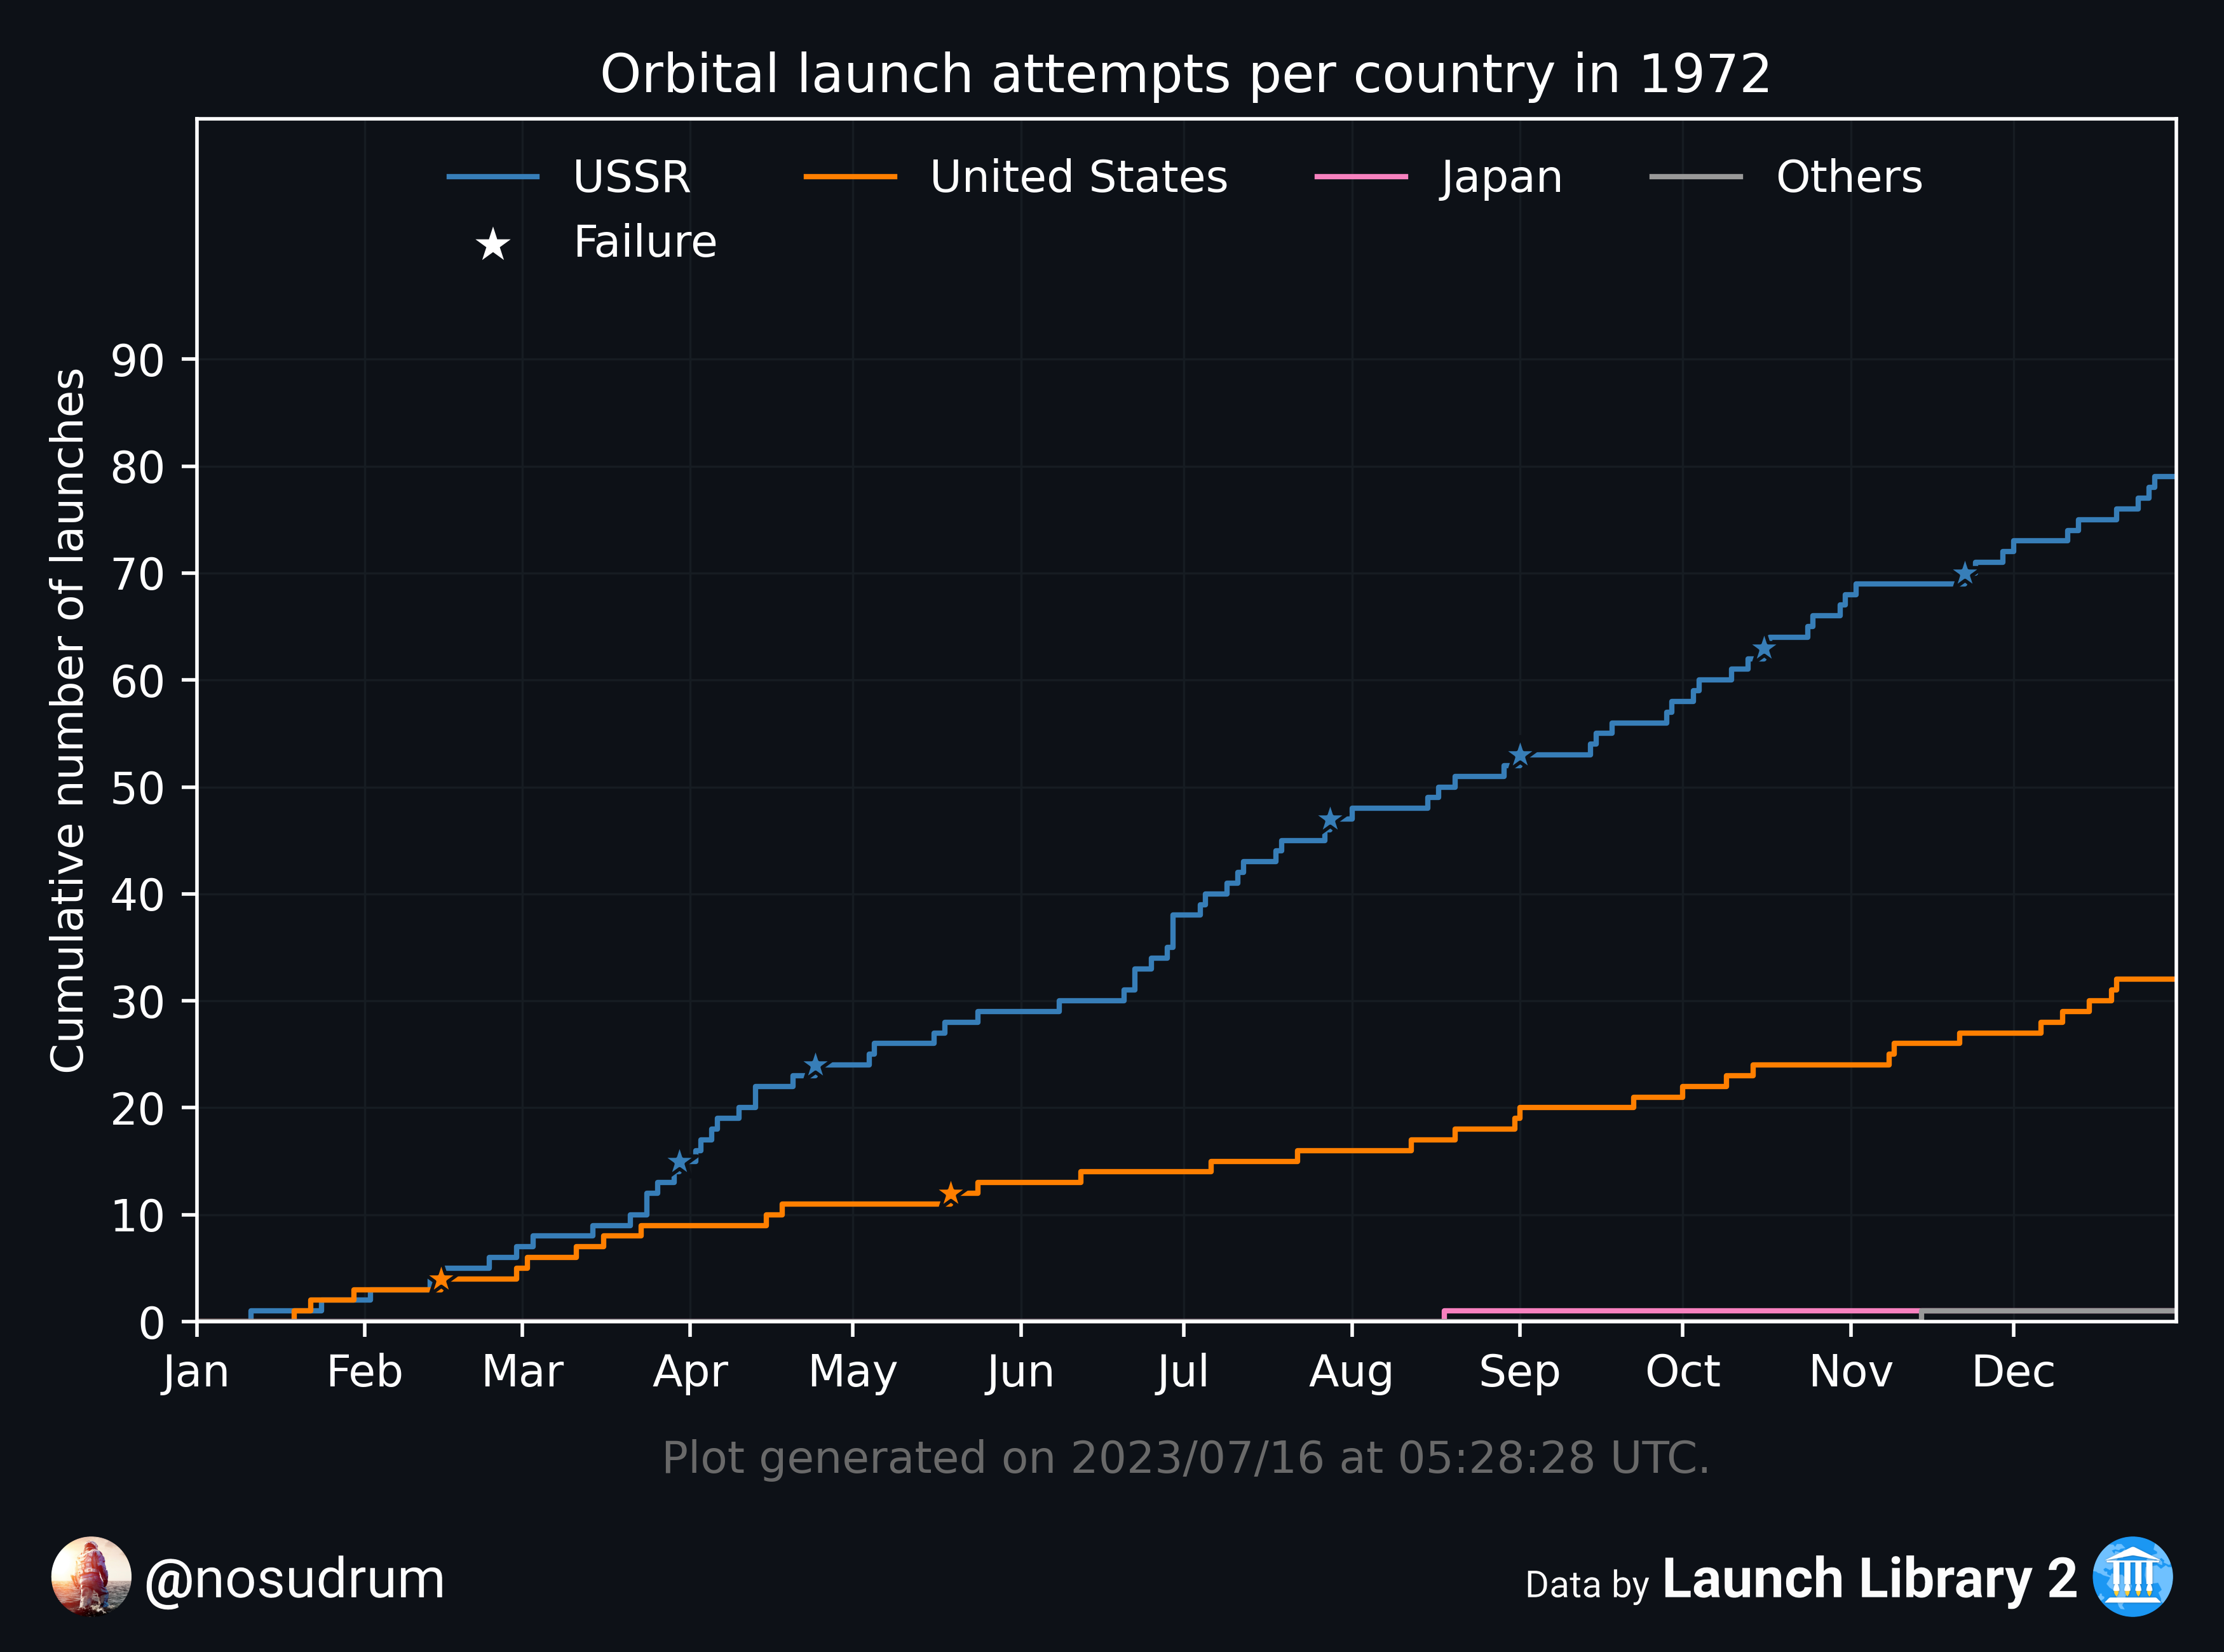 Orbital launch attempts per country in 1972
USSR United States Japan Others
Failure
Cumulative number of launches
90
80
70
60
50
40
30
20
10
0
Jan Feb Mar Apr May Jun Jul Aug Sep Oct Nov Dec
Plot generated on 2023/07/16 at 05:28:28 UTC.
@nosudrum
Data by Launch Library 2